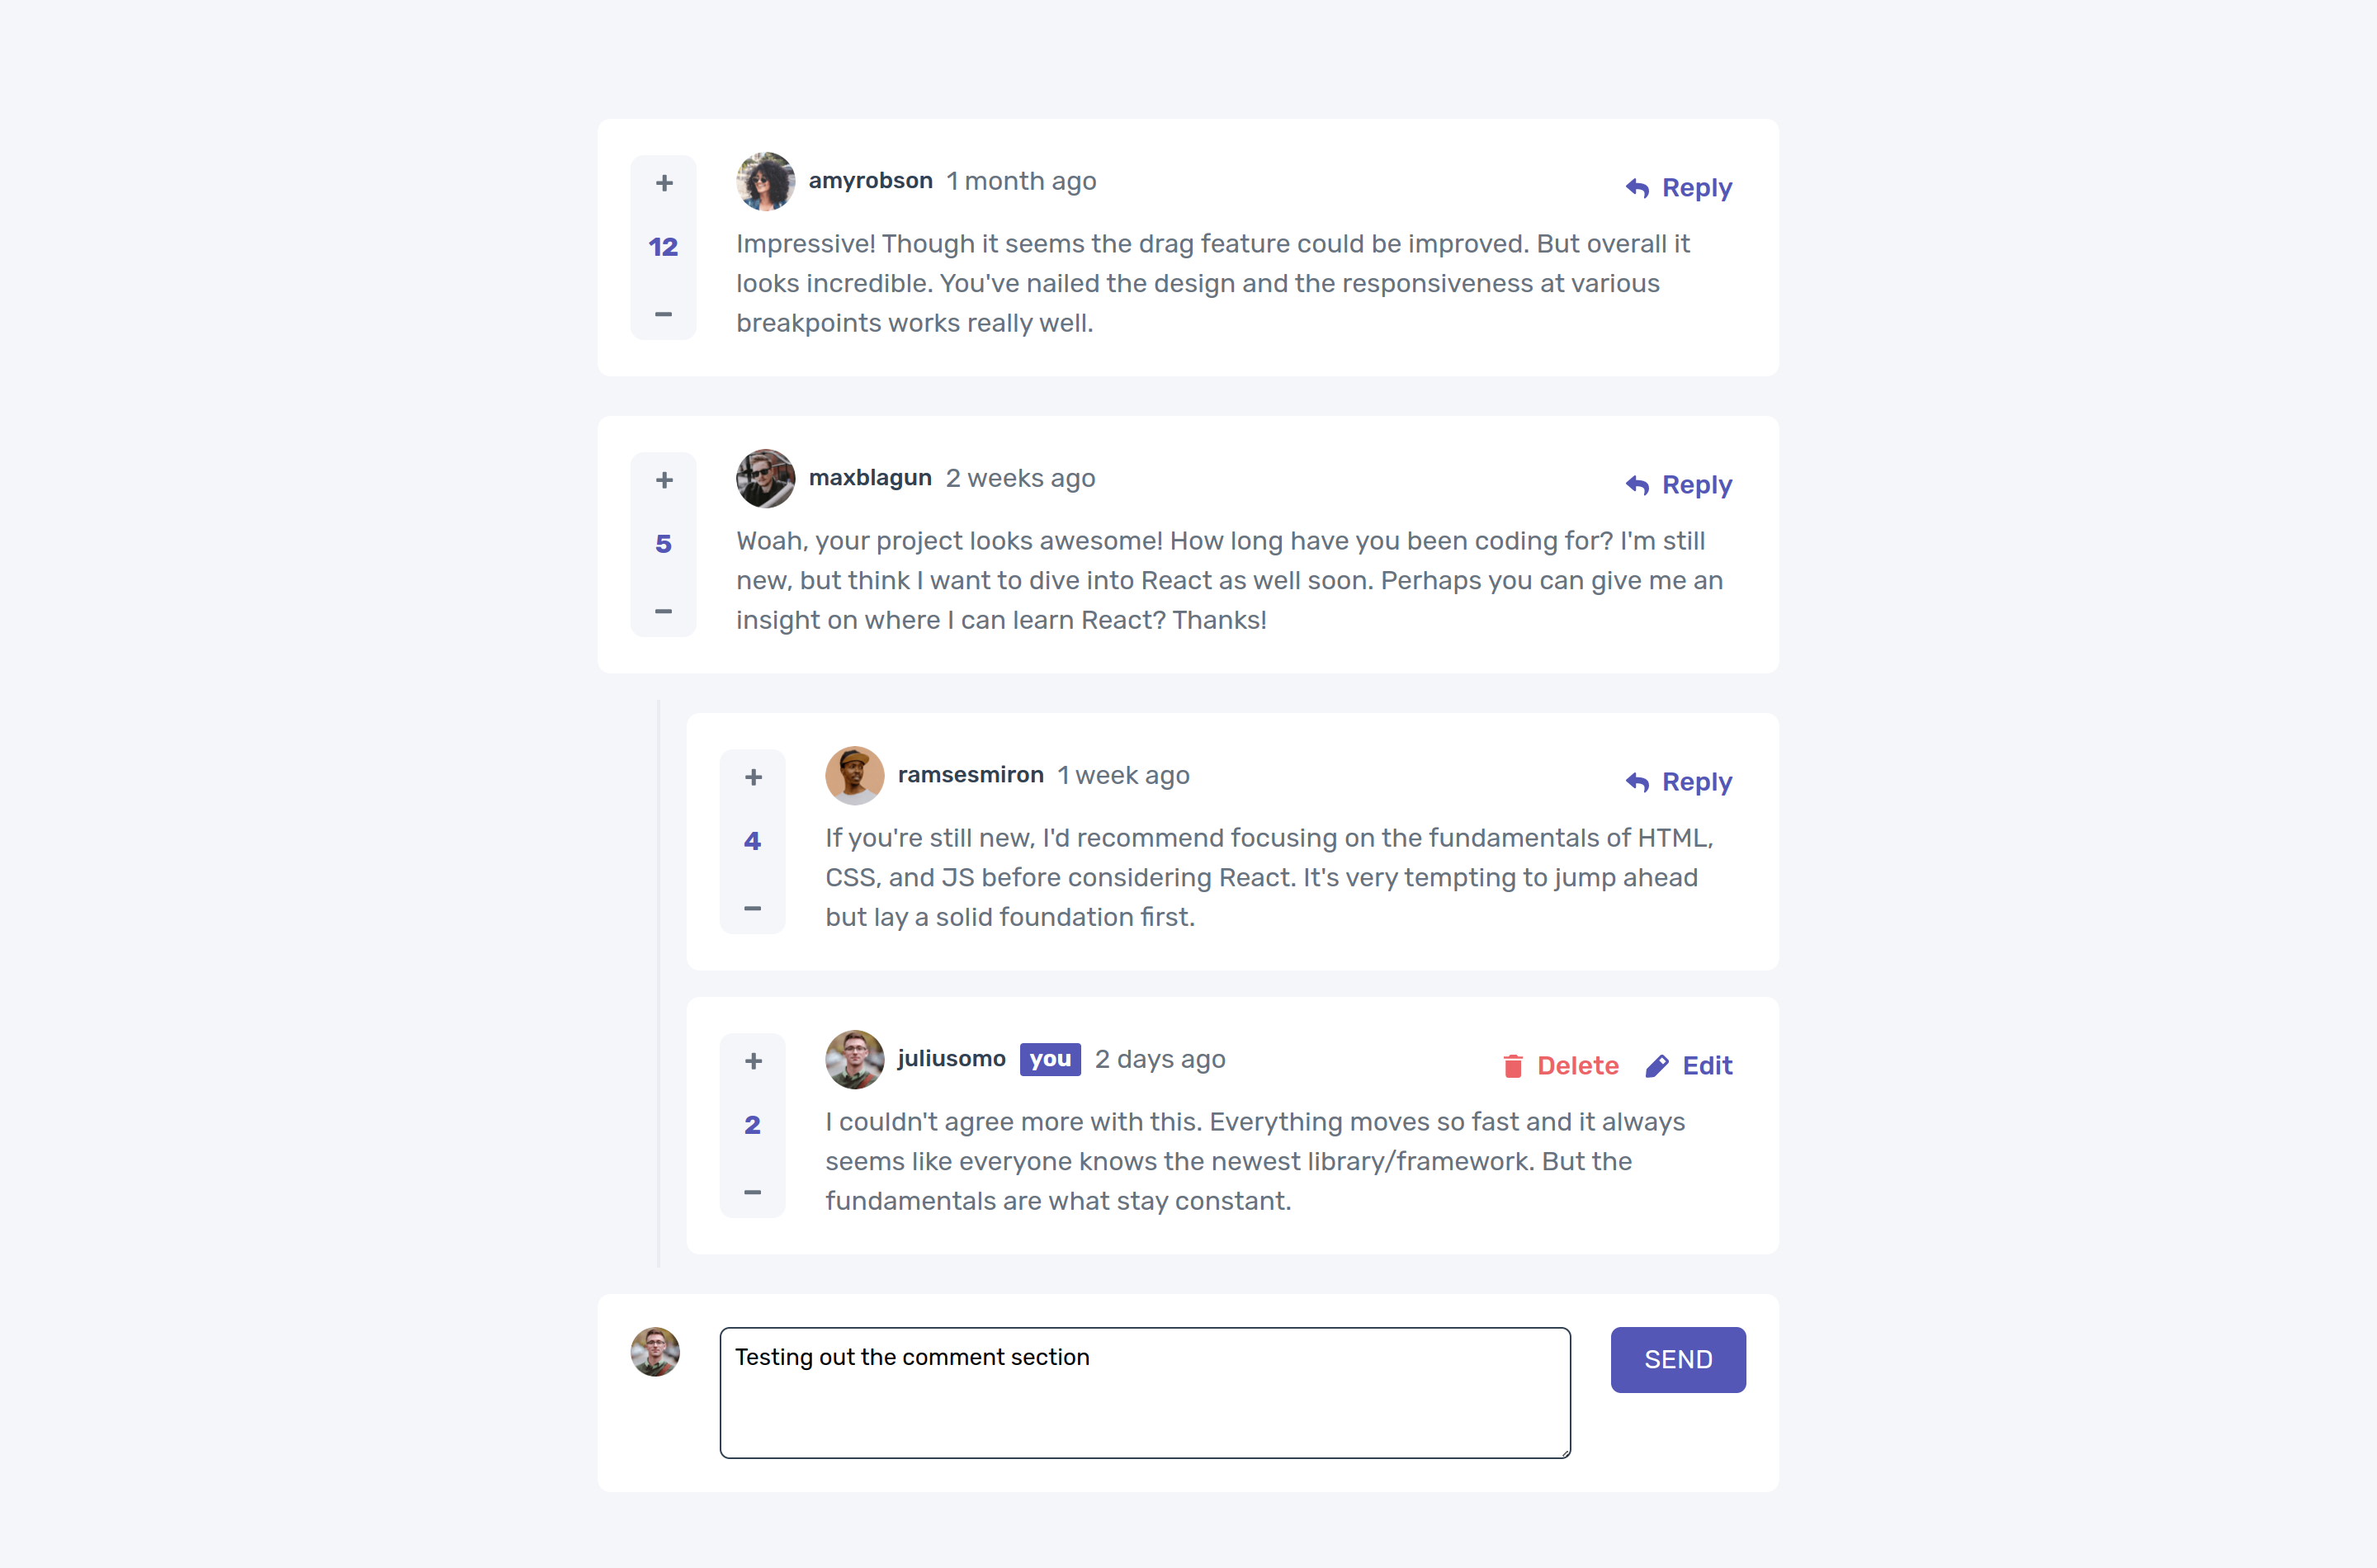 +
12
−
amyrobson 1 month ago Reply
Impressive! Though it seems the drag feature could be improved. But overall it
looks incredible. You've nailed the design and the responsiveness at various
breakpoints works really well.
+
5
−
maxblagun 2 weeks ago Reply
Woah, your project looks awesome! How long have you been coding for? I'm still
new, but think I want to dive into React as well soon. Perhaps you can give me an
insight on where I can learn React? Thanks!
+
4
−
ramsesmiron 1 week ago Reply
If you're still new, I'd recommend focusing on the fundamentals of HTML,
CSS, and JS before considering React. It's very tempting to jump ahead
but lay a solid foundation first.
+
2
−
juliusomo you 2 days ago Delete Edit
I couldn't agree more with this. Everything moves so fast and it always
seems like everyone knows the newest library/framework. But the
fundamentals are what stay constant.
Testing out the comment section
SEND